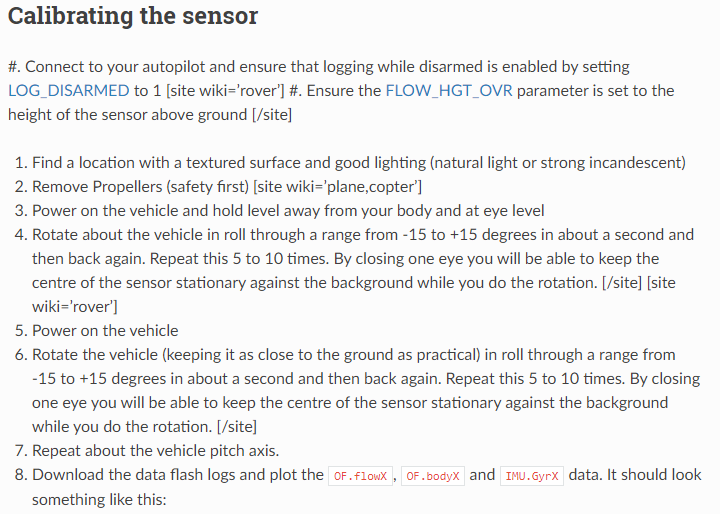 Calibrating the sensor
#. Connect to your autopilot and ensure that logging while disarmed is enabled by setting
LOG_DISARMED to 1 [site wiki='rover'] #. Ensure the FLOW_HGT_OVR parameter is set to the
height of the sensor above ground [/site]
1. Find a location with a textured surface and good lighting (natural light or strong incandescent)
2. Remove Propellers (safety first) [site wiki='plane,copter']
3. Power on the vehicle and hold level away from your body and at eye level
4. Rotate about the vehicle in roll through a range from -15 to +15 degrees in about a second and
then back again. Repeat this 5 to 10 times. By closing one eye you will be able to keep the
centre of the sensor stationary against the background while you do the rotation. [/site] [site
wiki='rover']
5. Power on the vehicle
6. Rotate the vehicle (keeping it as close to the ground as practical) in roll through a range from
-15 to +15 degrees in about a second and then back again. Repeat this 5 to 10 times. By closing
one eye you will be able to keep the centre of the sensor stationary against the background
while you do the rotation. [/site]
7. Repeat about the vehicle pitch axis.
8. Download the data flash logs and plot the OF.flowX , OF.bodyX and IMU.GyrX data. It should look
something like this: